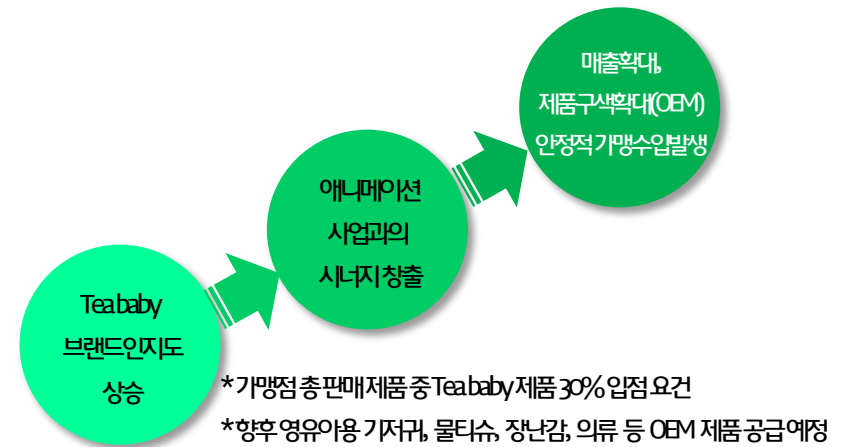 매출확대,
제품구색확대(OEM)
안정적 가맹수입발생
애니메이션
사업과의
시너지 창출
Teababy
브랜드인지도
상승
*가맹점 총 판매 제품 중 Teababy 제품 30% 입점 요건
*향후 영유아용 기저귀, 물티슈, 장난감, 의류 등 OEM 제품 공급예정